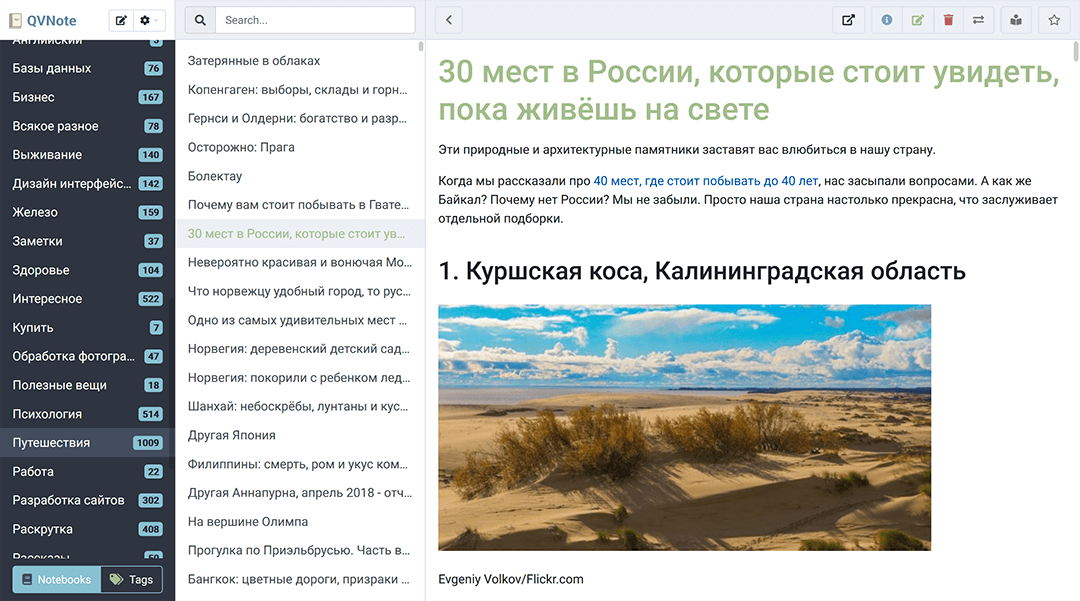 QVNote
Search...
Английский 3
Базы данных 76
Бизнес 167
Всякое разное 78
Выживание 140
Дизайн интерфейс... 142
Железо 159
Заметки 37
Здоровье 104
Интересное 522
Купить 7
Обработка фотогра... 47
Полезные вещи 18
Психология 514
Путешествия 1009
Работа 22
Разработка сайтов 302
Раскрутка 408
Рассказы
Notebooks
Tags
Затерянные в облаках
Копенгаген: выборы, склады и горн...
Гернси и Олдерни: богатство и разр...
Осторожно: Прага
Болектау
Почему вам стоит побывать в Гвате...
30 мест в России, которые стоит ув...
Невероятно красивая и вонючая Мо...
Что норвежцу удобный город, то рус...
Одно из самых удивительных мест ...
Норвегия: деревенский детский сад...
Норвегия: покорили с ребенком лед...
Шанхай: небоскрёбы, лунтаны и кус...
Другая Япония
Филиппины: смерть, ром и укус ком...
Другая Аннапурна, апрель 2018 - отч...
На вершине Олимпа
Прогулка по Приэльбрусью. Часть в...
Бангкок: цветные дороги, призраки ...
30 мест в России, которые стоит увидеть,
пока живёшь на свете
Эти природные и архитектурные памятники заставят вас влюбиться в нашу страну.
Когда мы рассказали про 40 мест, где стоит побывать до 40 лет, нас засыпали вопросами. А как же
Байкал? Почему нет России? Мы не забыли. Просто наша страна настолько прекрасна, что заслуживает
отдельной подборки.
1. Куршская коса, Калининградская область
Evgeniy Volkov/Flickr.com